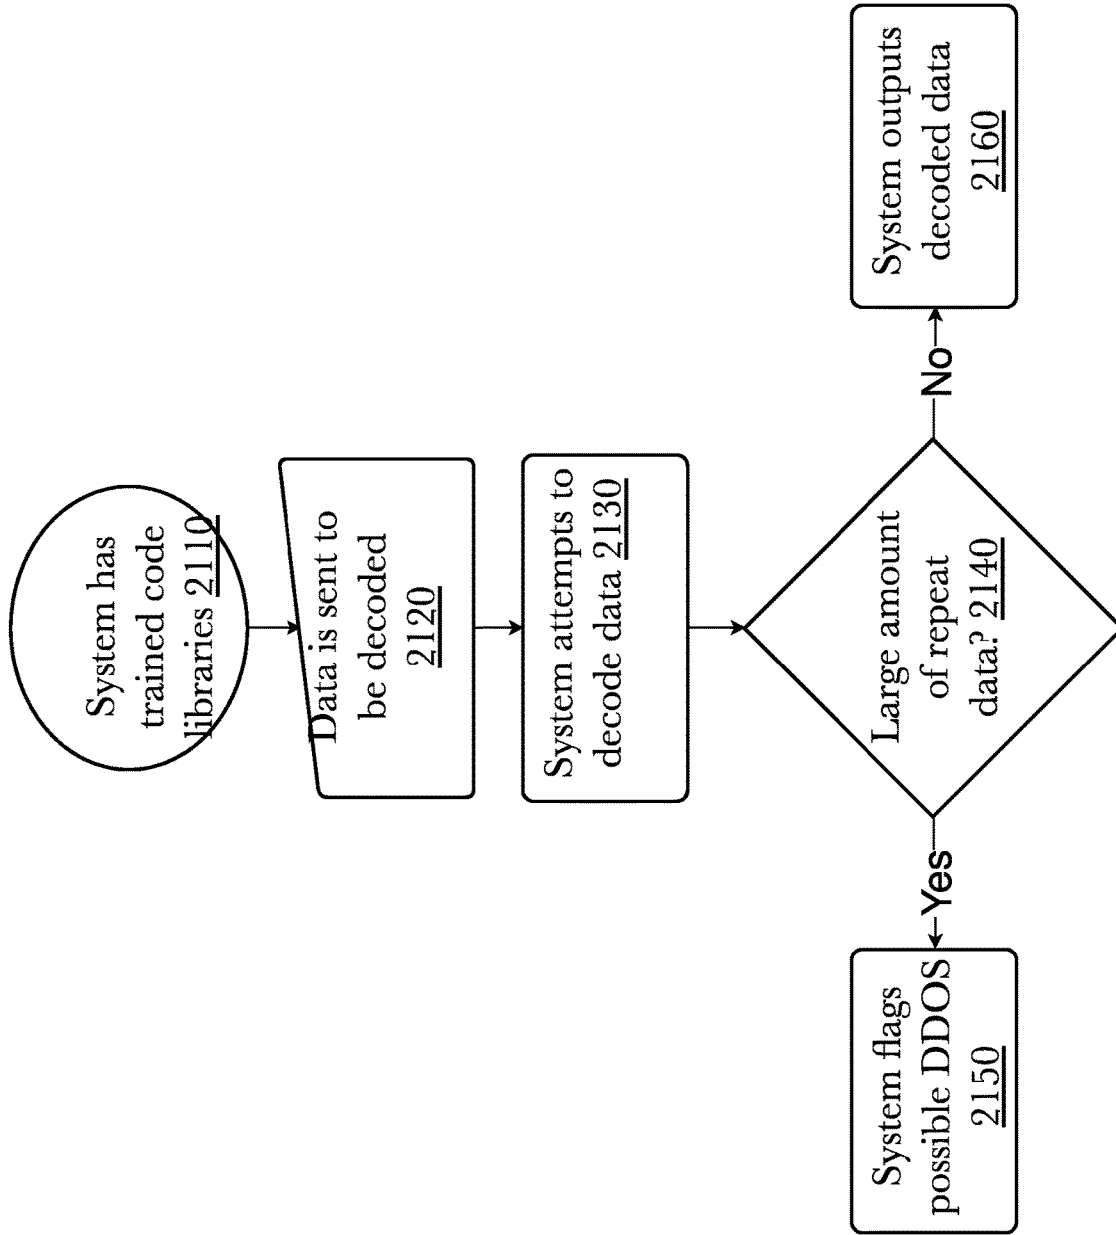 System has
trained code
libraries 2110
Data is sent to
be decoded
2120
System attempts to
decode data 2130
Large amount
of repeat
data? 2140
Yes
No
System flags
possible DDOS
2150
System outputs
decoded data
2160